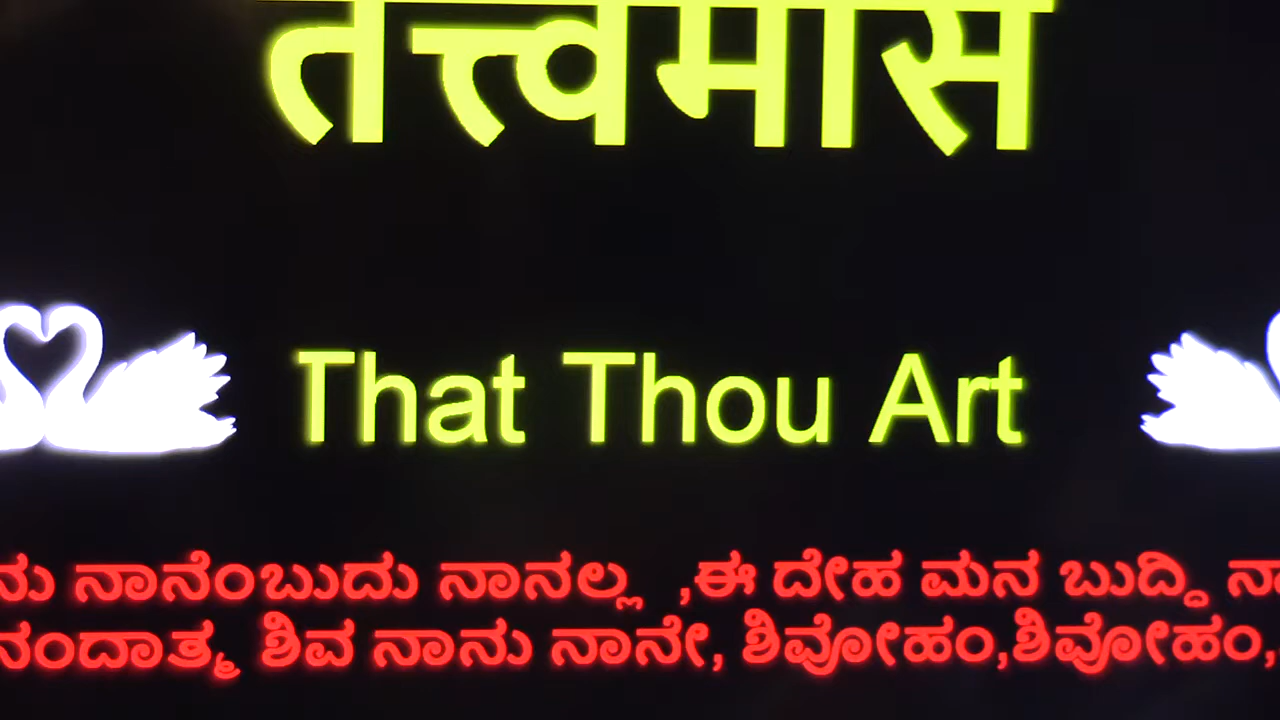 तत्त्वमसि
That Thou Art
ನಾನೆಂಬುದು ನಾನಲ್ಲ ,ಈ ದೇಹ ಮನ ಬುದ್ದಿ
ಶಿವ ನಾನು ನಾನೇ, ಶಿವೋಹಂ,ಶಿವೋಹಂ,